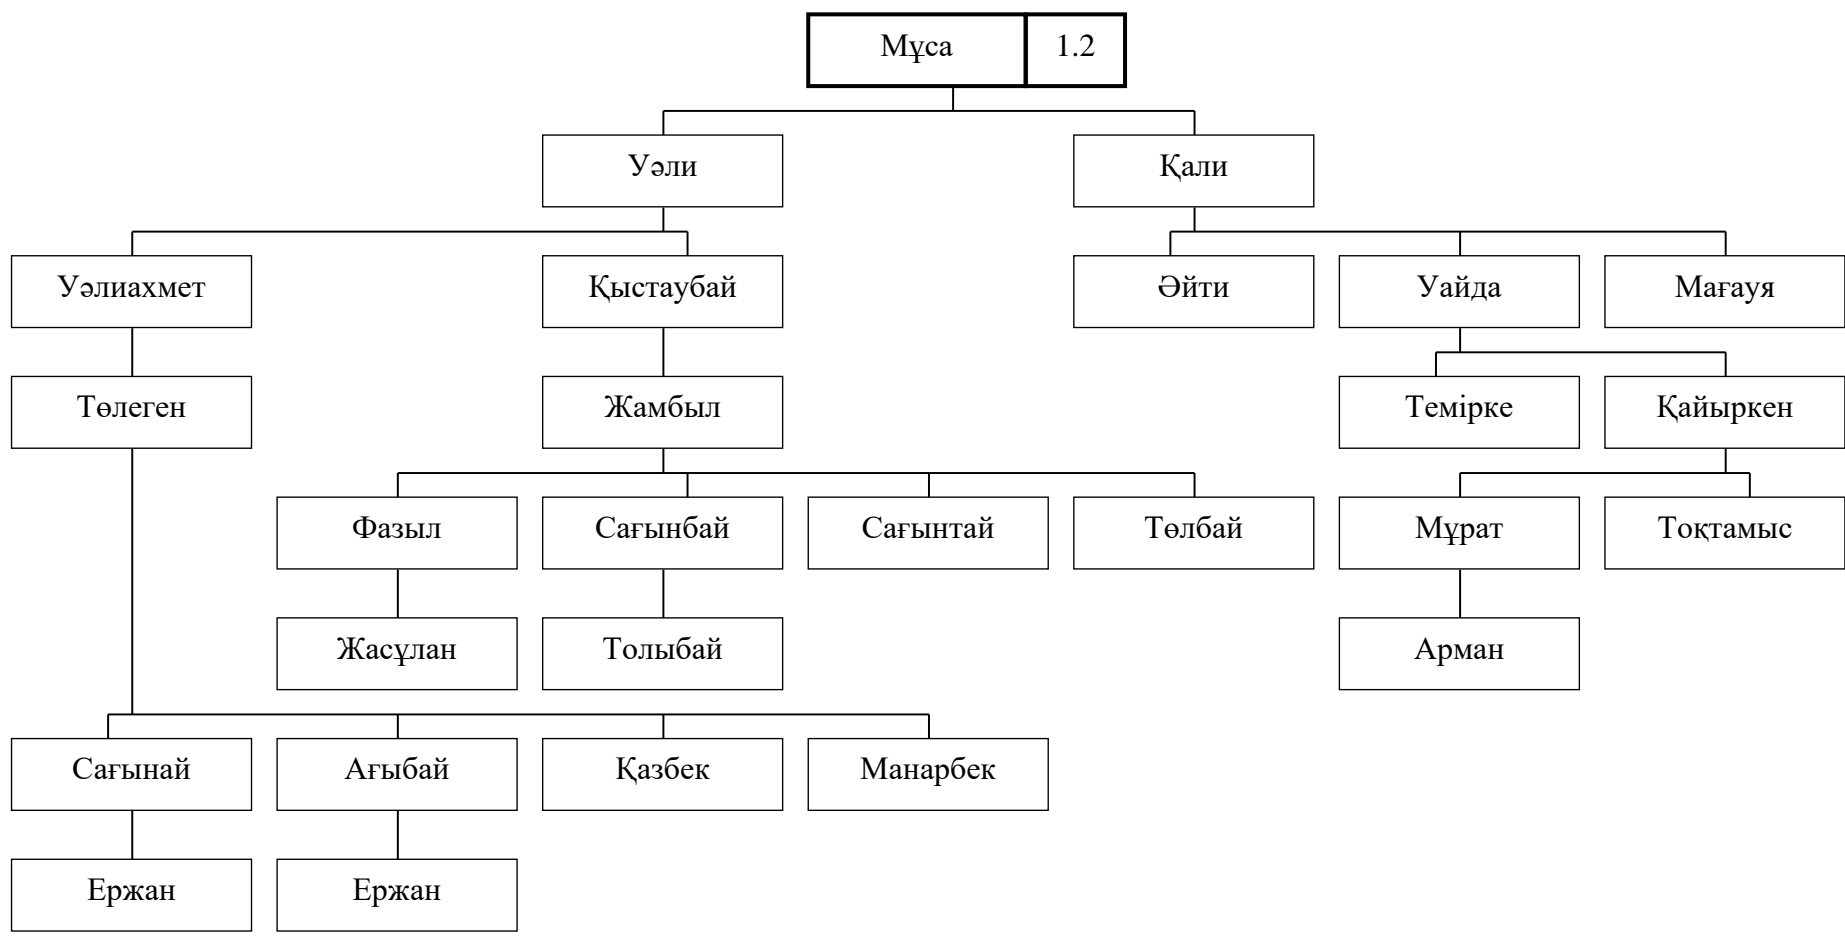 Мұса 1.2
Уәли Қали
Уәлиахмет Қыстаубай Әйти Уайда Мағауя
Төлеген Жамбыл Темірке Қайыркен
Фазыл Сағынбай Сағынтай Төлбай Мұрат Тоқтамыс
Жасұлан Толыбай Арман
Сағынай Ағыбай Қазбек Манарбек
Ержан Ержан